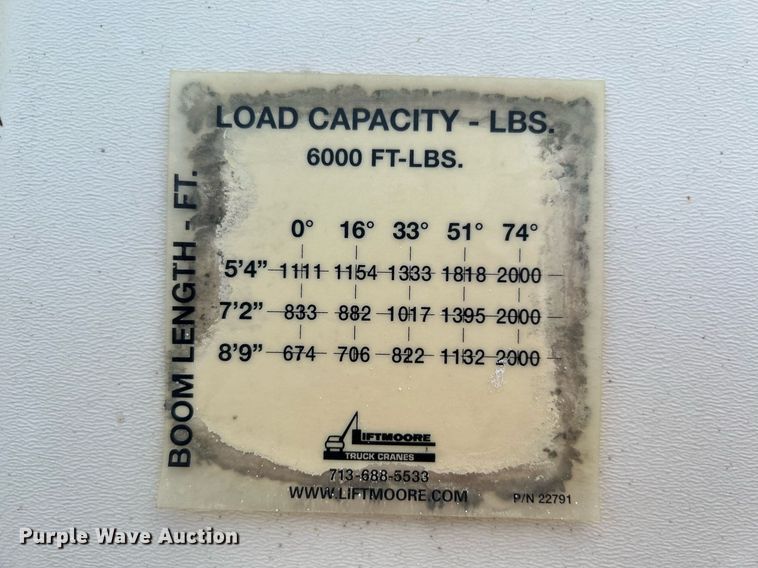 LOAD CAPACITY - LBS.
6000 FT-LBS.
BOOM LENGTH - FT.
0° 16° 33° 51° 74°
5'4" 1111 1154 1333 1818 2000
7'2" 833 882 1017 1395 2000
8'9" 674 706 822 1132 2000
LIFTMOORE
TRUCK CRANES
713-688-5533
WWW.LIFTMOORE.COM
P/N 22791
Purple Wave Auction